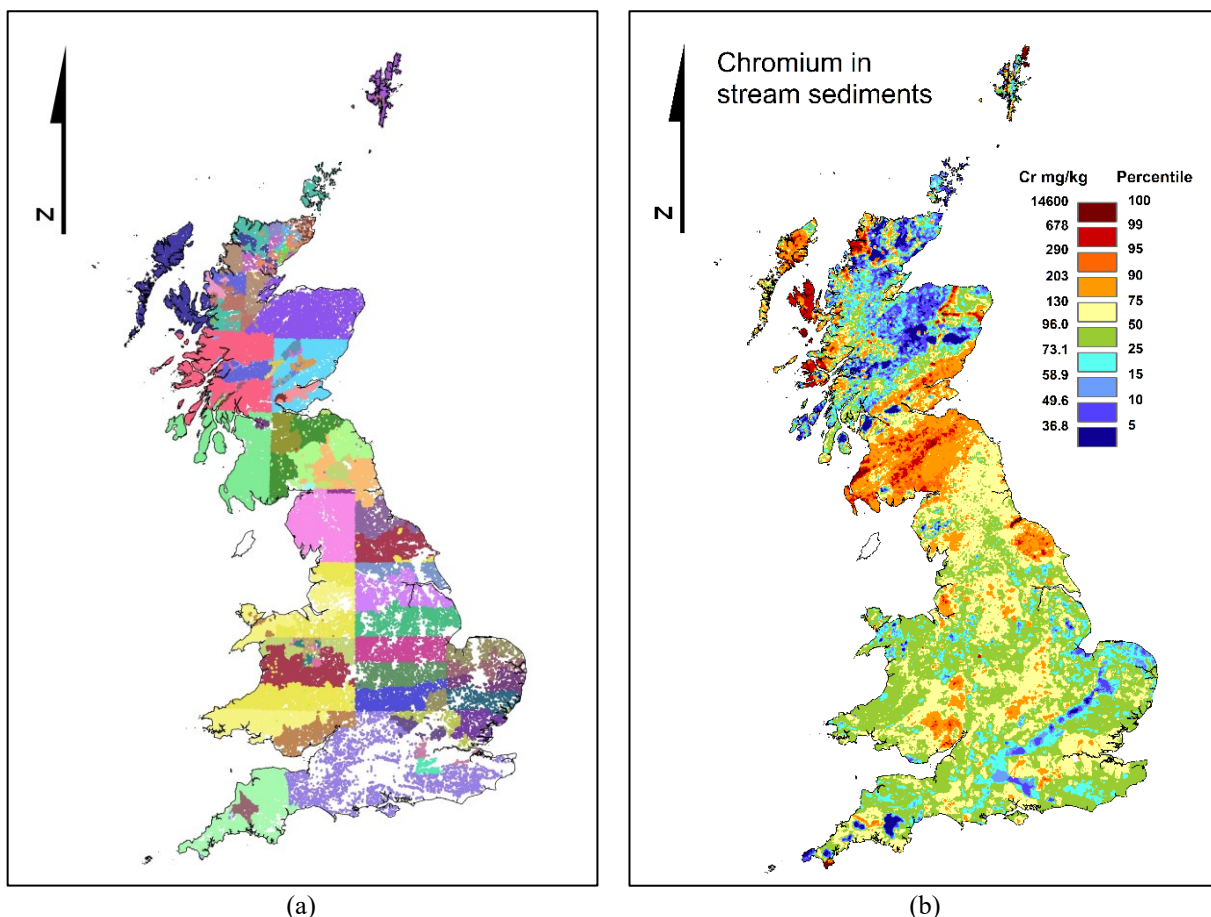 N
(a)
Chromium in
stream sediments
N
Cr mg/kg Percentile
14600 100
678 99
290 95
203 90
130 75
96.0 50
73.1 25
58.9 15
49.6 10
36.8 5
(b)